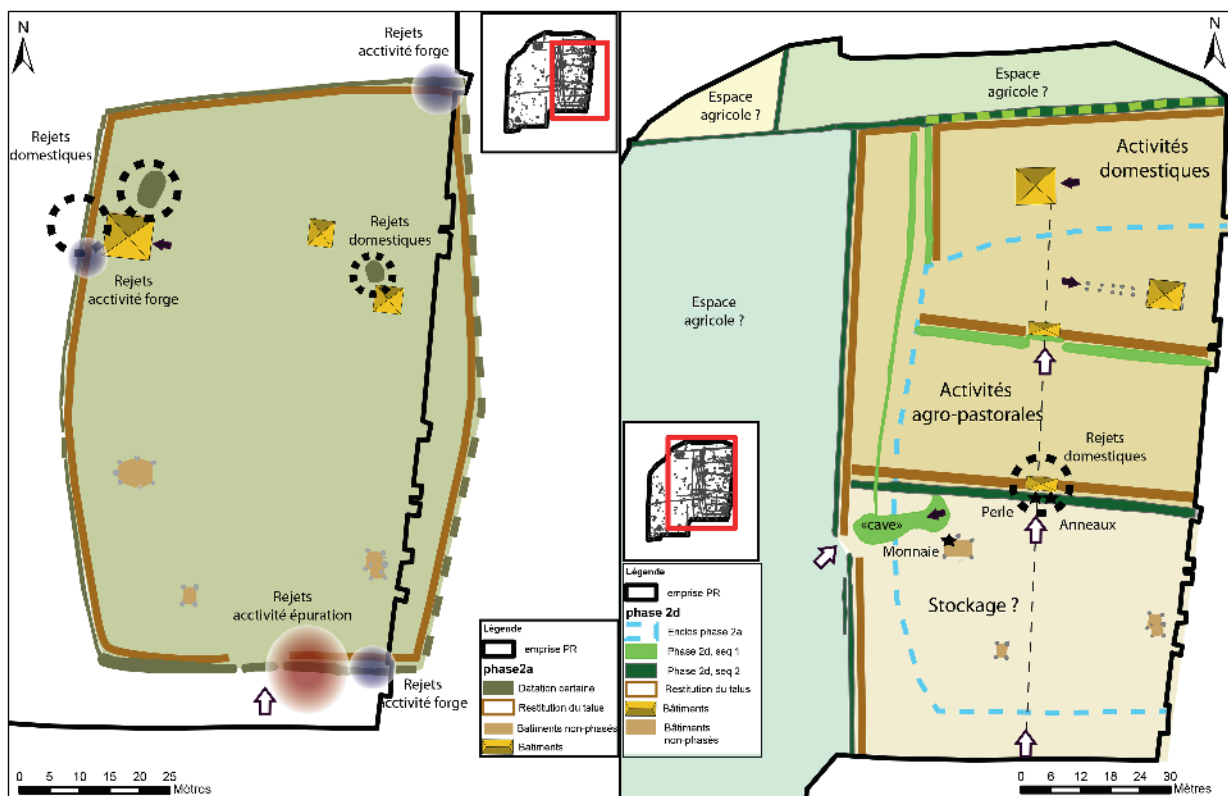 N
Rejets
acctivité forge
Rejets
domestiques
Rejets
domestiques
Rejets
acctivité forge
Rejets
acctivité épuration
Rejets
acctivité forge
Légende
emprise PR
phase2a
Datation certaine
Restitution du talus
Batiments non-phasés
Batiments
0 5 10 15 20 25
Mètres
N
Espace
agricole ?
Espace
agricole ?
Activités
domestiques
Espace
agricole ?
Activités
agro-pastorales
Rejets
domestiques
Perle
Anneaux
«cave»
Monnaie
Stockage ?
Légende
emprise PR
phase 2d
Enclos phase 2a
Phase 2d, seq 1
Phase 2d, seq 2
Restitution du talus
Bâtiments
Bâtiments
non-phasés
0 6 12 18 24 30
Mètres